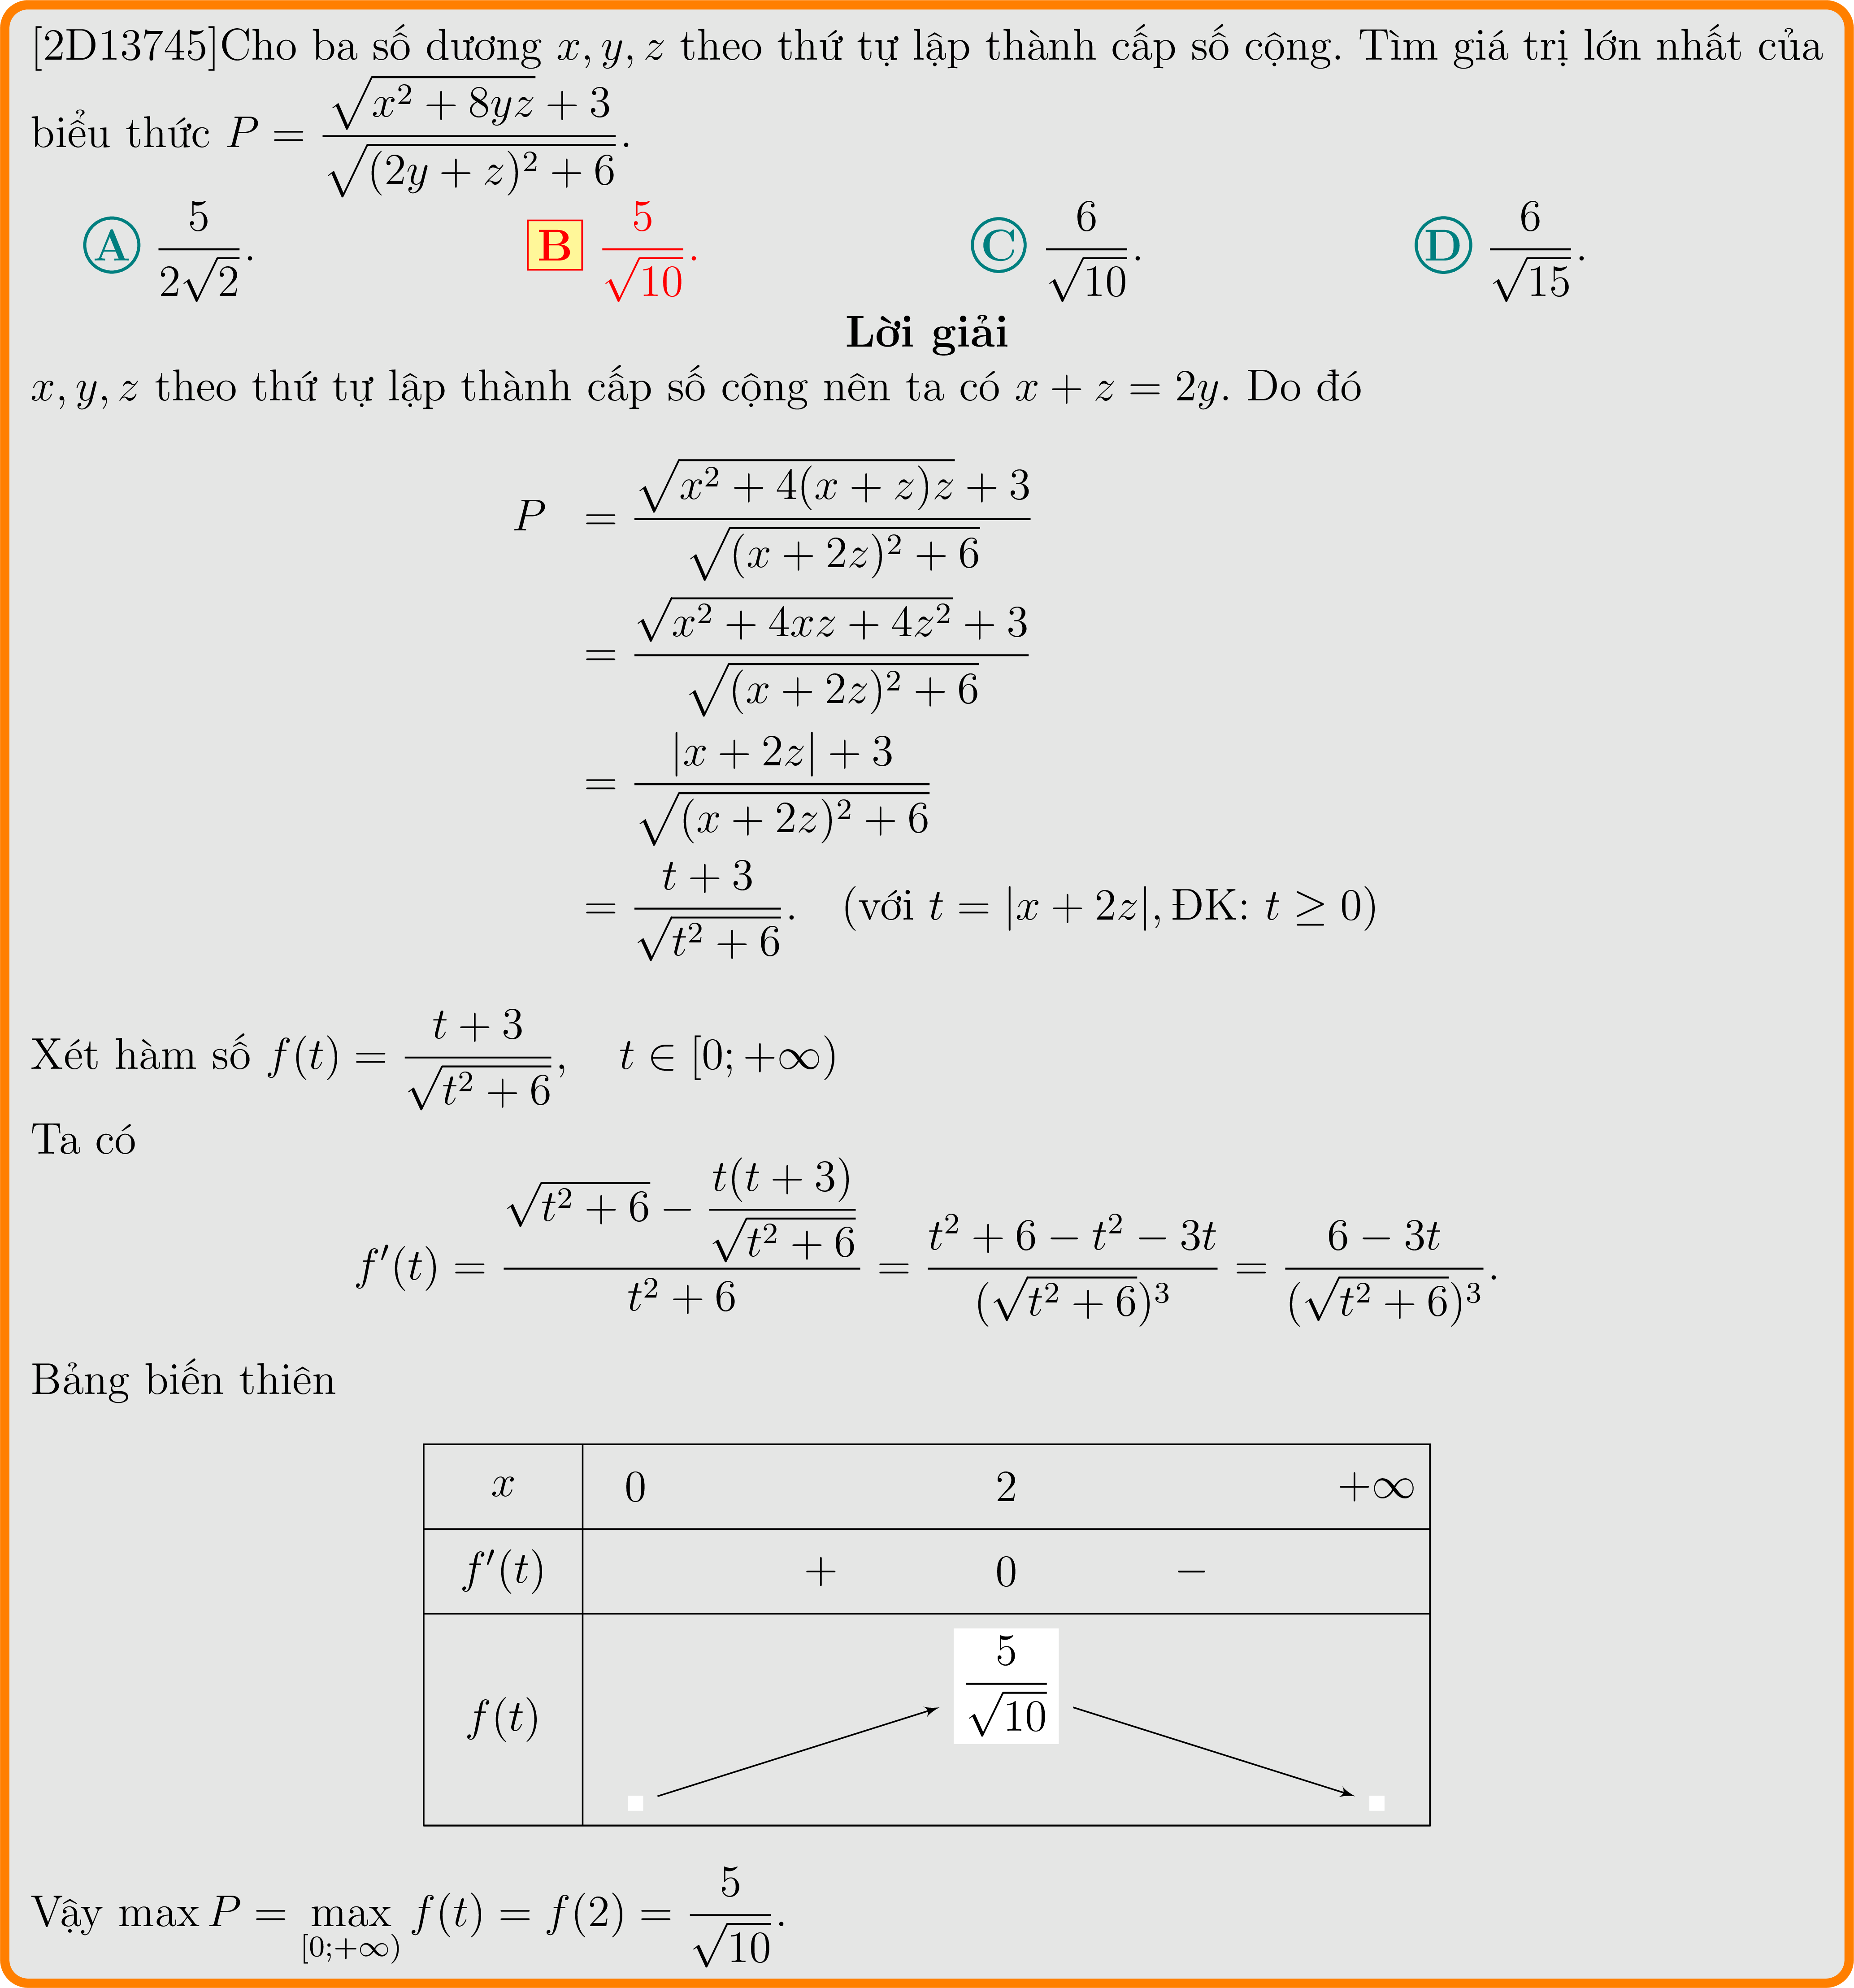 [2D13745]Cho ba số dương x, y, z theo thứ tự lập thành cấp số cộng. Tìm giá trị lớn nhất của
biểu thức P = \frac{\sqrt{x^2 + 8yz} + 3}{\sqrt{(2y + z)^2 + 6}}.
A \frac{5}{2\sqrt{2}}. B \frac{5}{\sqrt{10}}. C \frac{6}{\sqrt{10}}. D \frac{6}{\sqrt{15}}.
Lời giải
x, y, z theo thứ tự lập thành cấp số cộng nên ta có x + z = 2y. Do đó
P = \frac{\sqrt{x^2 + 4(x + z)z} + 3}{\sqrt{(x + 2z)^2 + 6}}
= \frac{\sqrt{x^2 + 4xz + 4z^2} + 3}{\sqrt{(x + 2z)^2 + 6}}
= \frac{|x + 2z| + 3}{\sqrt{(x + 2z)^2 + 6}}
= \frac{t + 3}{\sqrt{t^2 + 6}}. (với t = |x + 2z|, ĐK: t ≥ 0)
Xét hàm số f(t) = \frac{t + 3}{\sqrt{t^2 + 6}}, t ∈ [0; +∞)
Ta có
f′(t) = \frac{\sqrt{t^2 + 6} − \frac{t(t + 3)}{\sqrt{t^2 + 6}}}{t^2 + 6} = \frac{t^2 + 6 − t^2 − 3t}{(\sqrt{t^2 + 6})^3} = \frac{6 − 3t}{(\sqrt{t^2 + 6})^3}.
Bảng biến thiên
x 0 2 +∞
f′(t) + 0 −
f(t) \frac{5}{\sqrt{10}}
Vậy max P = \max_{[0;+∞)} f(t) = f(2) = \frac{5}{\sqrt{10}}.